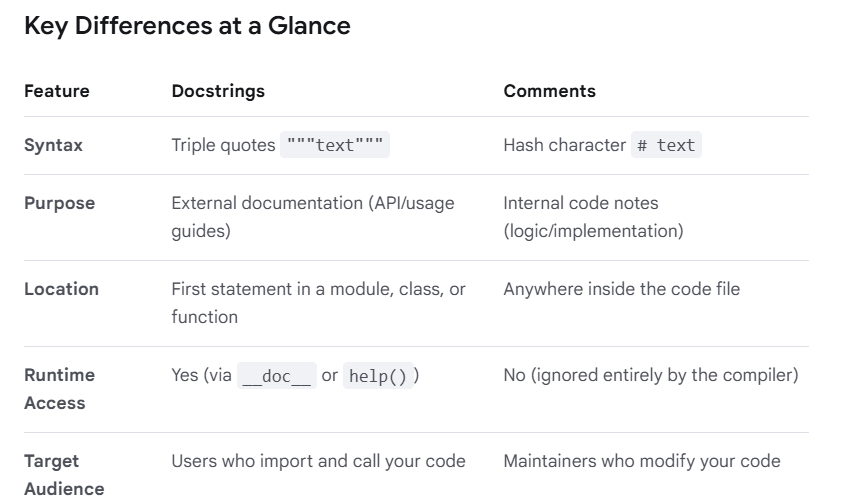 Key Differences at a Glance
Feature Docstrings Comments
Syntax Triple quotes """text""" Hash character # text
Purpose External documentation (API/usage Internal code notes
guides) (logic/implementation)
Location First statement in a module, class, or Anywhere inside the code file
function
Runtime Yes (via __doc__ or help()) No (ignored entirely by the compiler)
Access
Target Users who import and call your code Maintainers who modify your code
Audience